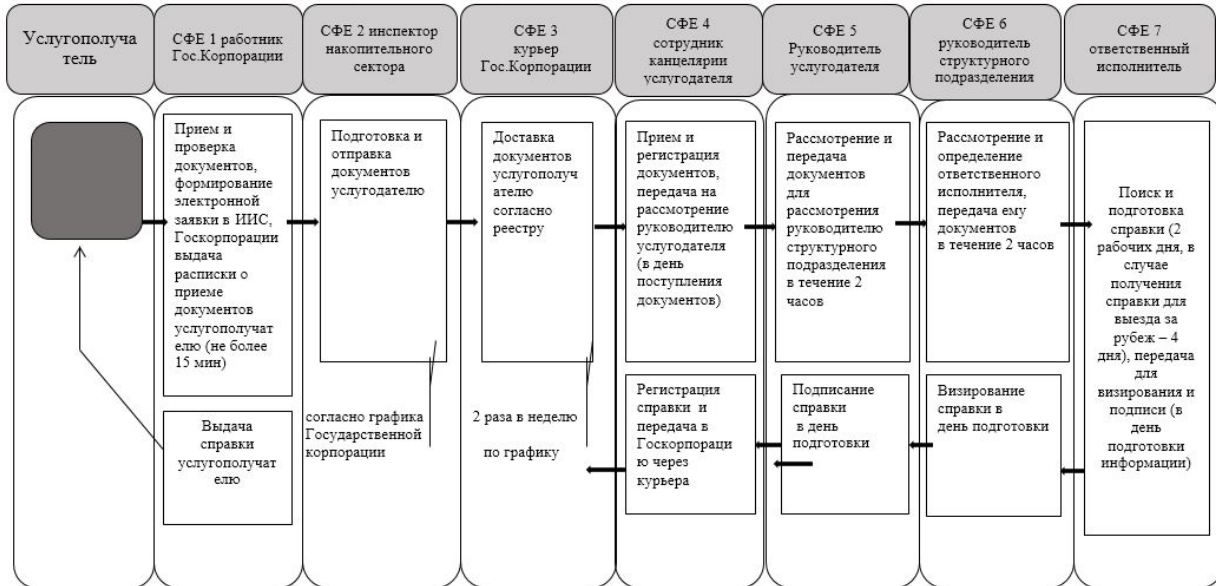 Услугополуча
тель
СФЕ 1 работник
Гос.Корпорации
СФЕ 2 инспектор
накопительного
сектора
СФЕ 3
курьер
Гос.Корпорации
СФЕ 4
сотрудник
канцелярии
услугодателя
СФЕ 5
Руководитель
услугодателя
СФЕ 6
руководитель
структурного
подразделения
СФЕ 7
ответственный
исполнитель
Прием и
проверка
документов,
формирование
электронной
заявки в ИИС,
Госкорпорации
выдача
расписки о
приеме
документов
услугополучат
елю (не более
15 мин)
Подготовка и
отправка
документов
услугодателю
Доставка
документов
услугополуч
ателю
согласно
реестру
Прием и
регистрация
документов,
передача на
рассмотрение
руководителю
услугодателя
(в день
поступления
документов)
Рассмотрение и
передача
документов
для
рассмотрения
руководителю
структурного
подразделения
в течение 2
часов
Рассмотрение и
определение
ответственного
исполнителя,
передача ему
документов
в течение 2 часов
Поиск и
подготовка
справки (2
рабочих дня, в
случае
получения
справки для
выезда за
рубеж – 4
дня), передача
для
визирования и
подписи (в
день
подготовки
информации)
Выдача
справки
услугополучат
елю
согласно графика
Государственной
корпорации
2 раза в неделю
по графику
Регистрация
справки и
передача в
Госкорпораци
ю через
курьера
Подписание
справки
в день
подготовки
Визирование
справки в
день подготовки